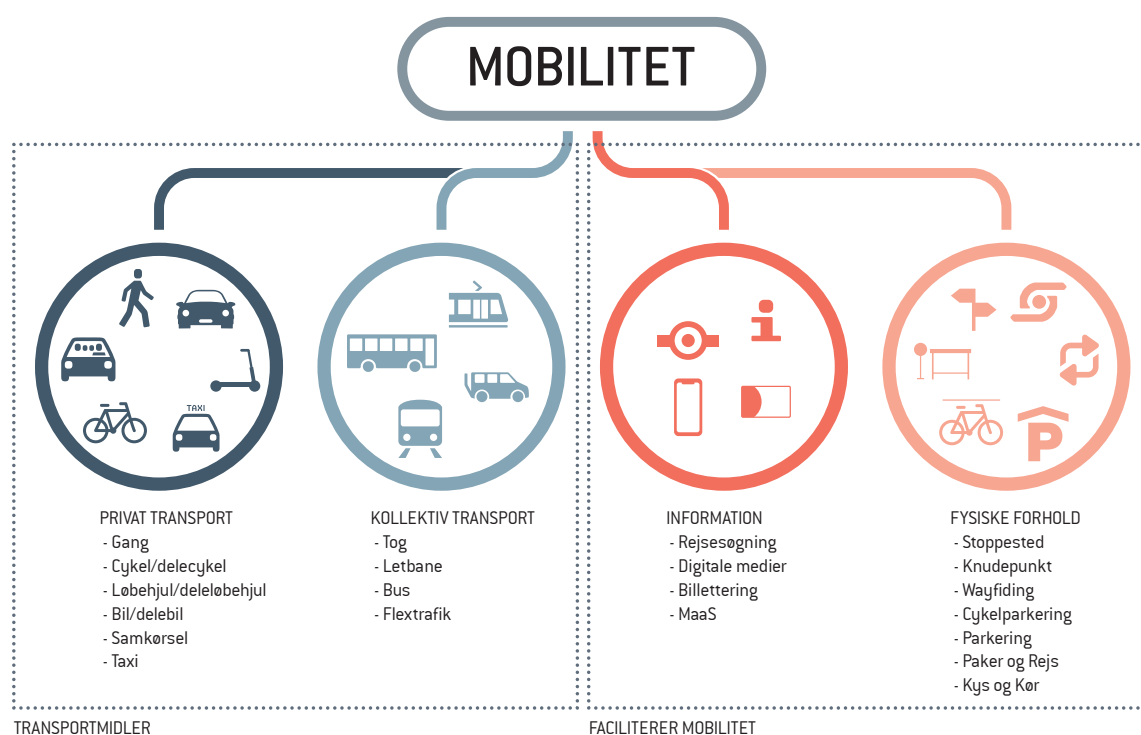 MOBILITET
TAXI
P
PRIVAT TRANSPORT
- Gang
- Cykel/delecykel
- Løbehjul/deleløbehjul
- Bil/delebil
- Samkørsel
- Taxi
KOLLEKTIV TRANSPORT
- Tog
- Letbane
- Bus
- Flextrafik
INFORMATION
- Rejsesøgning
- Digitale medier
- Billettering
- MaaS
FYSISKE FORHOLD
- Stoppested
- Knudepunkt
- Wayfiding
- Cykelparkering
- Parkering
- Paker og Rejs
- Kys og Kør
TRANSPORTMIDLER
FACILITERER MOBILITET